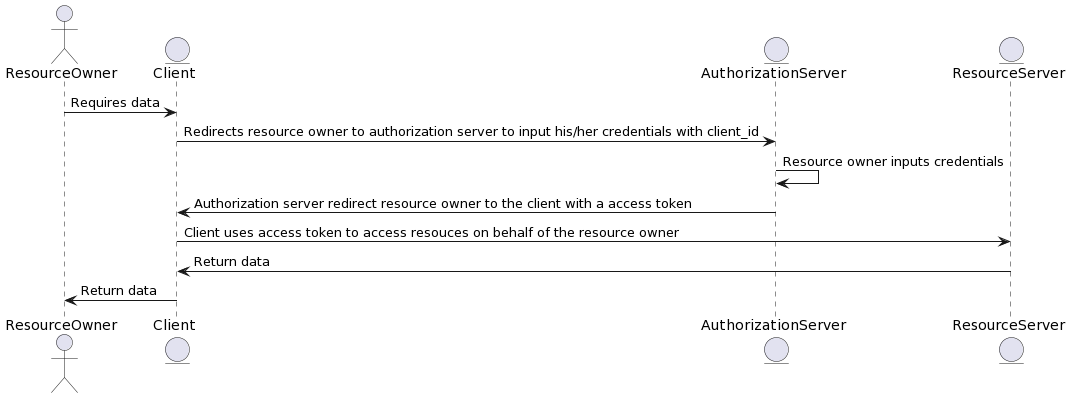 ResourceOwner
Client
AuthorizationServer
ResourceServer
Requires data
Redirects resource owner to authorization server to input his/her credentials with client_id
Resource owner inputs credentials
Authorization server redirect resource owner to the client with a access token
Client uses access token to access resouces on behalf of the resource owner
Return data
Return data
ResourceOwner
Client
AuthorizationServer
ResourceServer